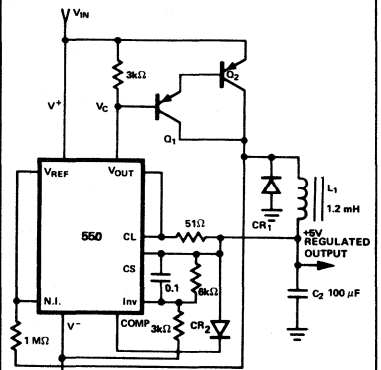 VIN
3kΩ
Q2
V+
VC
Q1
VREF
VOUT
L1
1.2 mH
CR1
550
CL
51Ω
+5V
REGULATED
OUTPUT
CS
0.1
6kΩ
N.I.
Inv
C2 100 μF
V-
COMP
3kΩ
CR2
1 MΩ